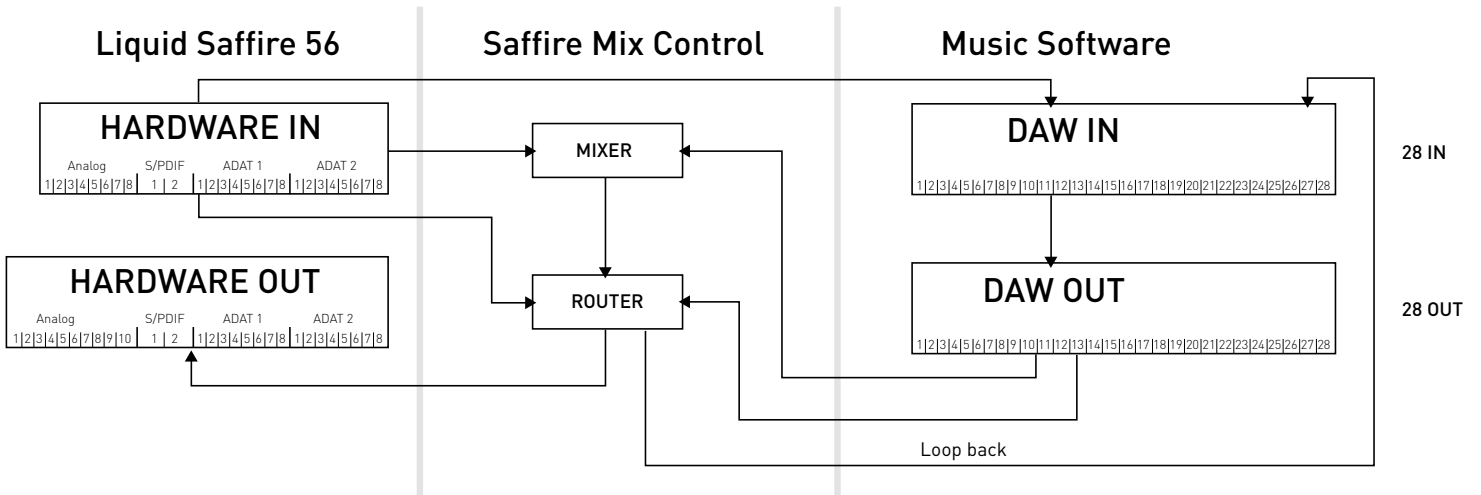 Liquid Saffire 56
Saffire Mix Control
Music Software
HARDWARE IN
Analog S/PDIF ADAT 1 ADAT 2
1|2|3|4|5|6|7|8 1 | 2 1|2|3|4|5|6|7|8 1|2|3|4|5|6|7|8
MIXER
DAW IN
1|2|3|4|5|6|7|8|9|10|11|12|13|14|15|16|17|18|19|20|21|22|23|24|25|26|27|28
28 IN
HARDWARE OUT
Analog S/PDIF ADAT 1 ADAT 2
1|2|3|4|5|6|7|8|9|10 1 | 2 1|2|3|4|5|6|7|8 1|2|3|4|5|6|7|8
ROUTER
DAW OUT
1|2|3|4|5|6|7|8|9|10|11|12|13|14|15|16|17|18|19|20|21|22|23|24|25|26|27|28
28 OUT
Loop back